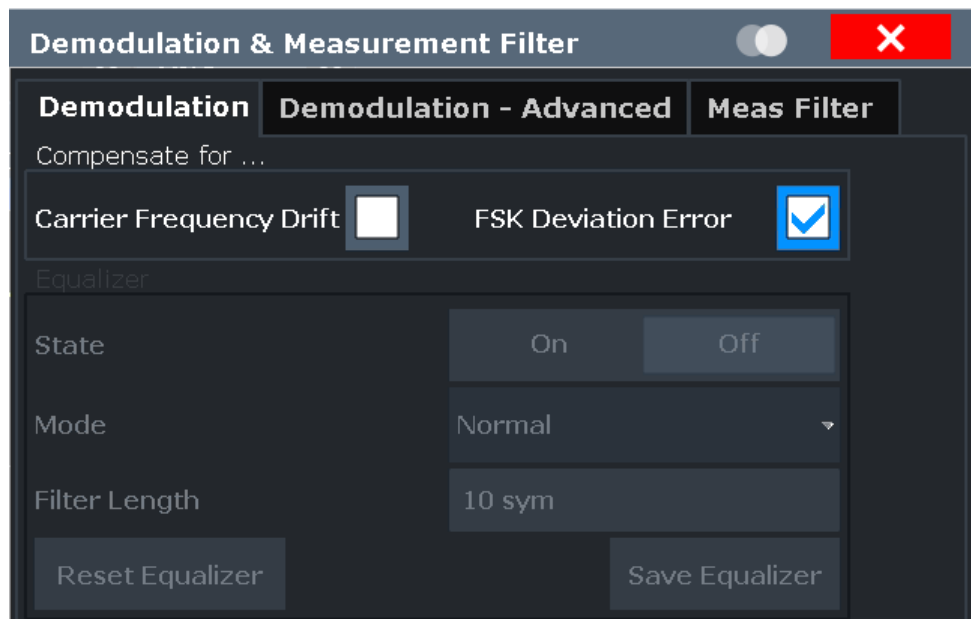 Demodulation & Measurement Filter
Demodulation Demodulation - Advanced Meas Filter
Compensate for ...
Carrier Frequency Drift FSK Deviation Error
Equalizer
State On Off
Mode Normal
Filter Length 10 sym
Reset Equalizer Save Equalizer